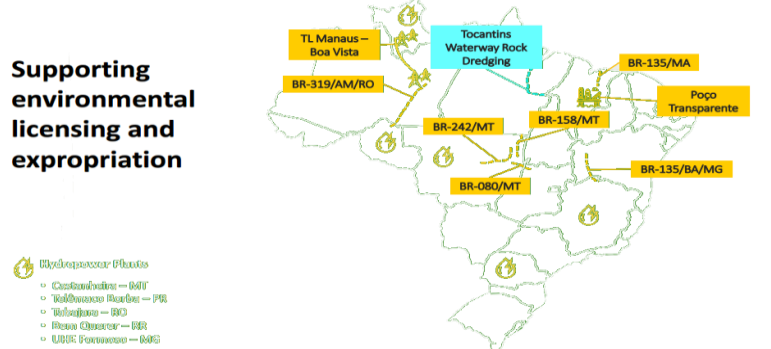 Supporting
environmental
licensing and
expropriation
TL Manaus –
Boa Vista
Tocantins
Waterway Rock
Dredging
BR-135/MA
BR-319/AM/RO
Poço
Transparente
BR-242/MT
BR-158/MT
BR-135/BA/MG
BR-080/MT
Hydropower Plants
Castanheira – MT
Telêmaco Borba – PR
Tabajara – RO
Bem Querer – RR
UHE Formoso – MG